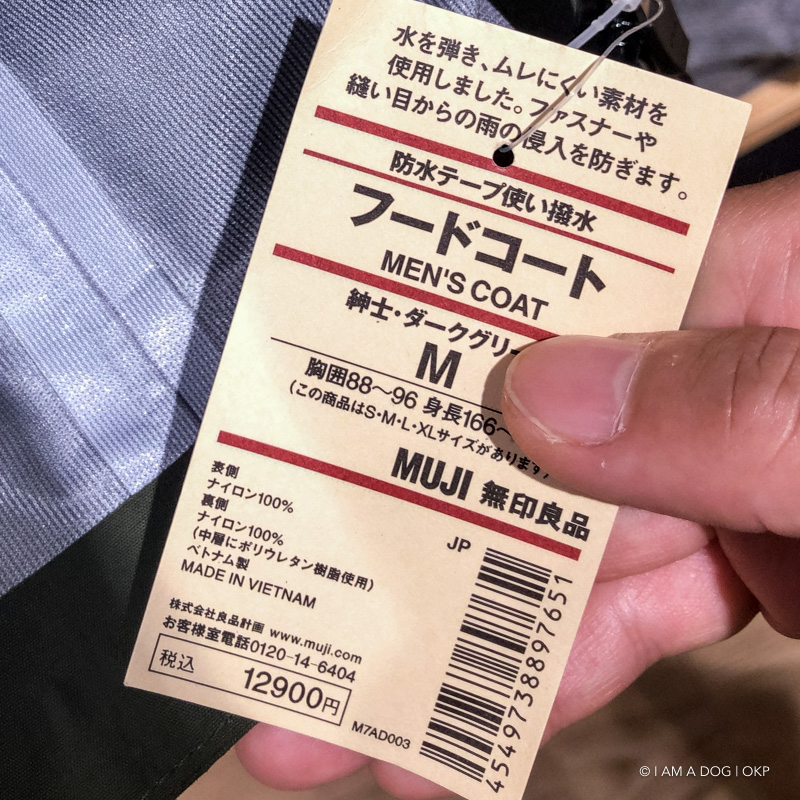 水を弾き、ムレにくい素材を
使用しました。ファスナーや
縫い目からの雨の侵入を防ぎます。
防水テープ使い撥水
フードコート
MEN'S COAT
紳士・ダークグリー
M
胸囲88〜96 身長166〜
(この商品はS・M・L・XLサイズがあります)
MUJI 無印良品
表側
ナイロン100%
裏側
ナイロン100%
(中層にポリウレタン樹脂使用)
ベトナム製
MADE IN VIETNAM
株式会社良品計画 www.muji.com
お客様室電話0120-14-6404
税込 12900円
M7AD003
JP
4549738897651
© I AM A DOG | OKP